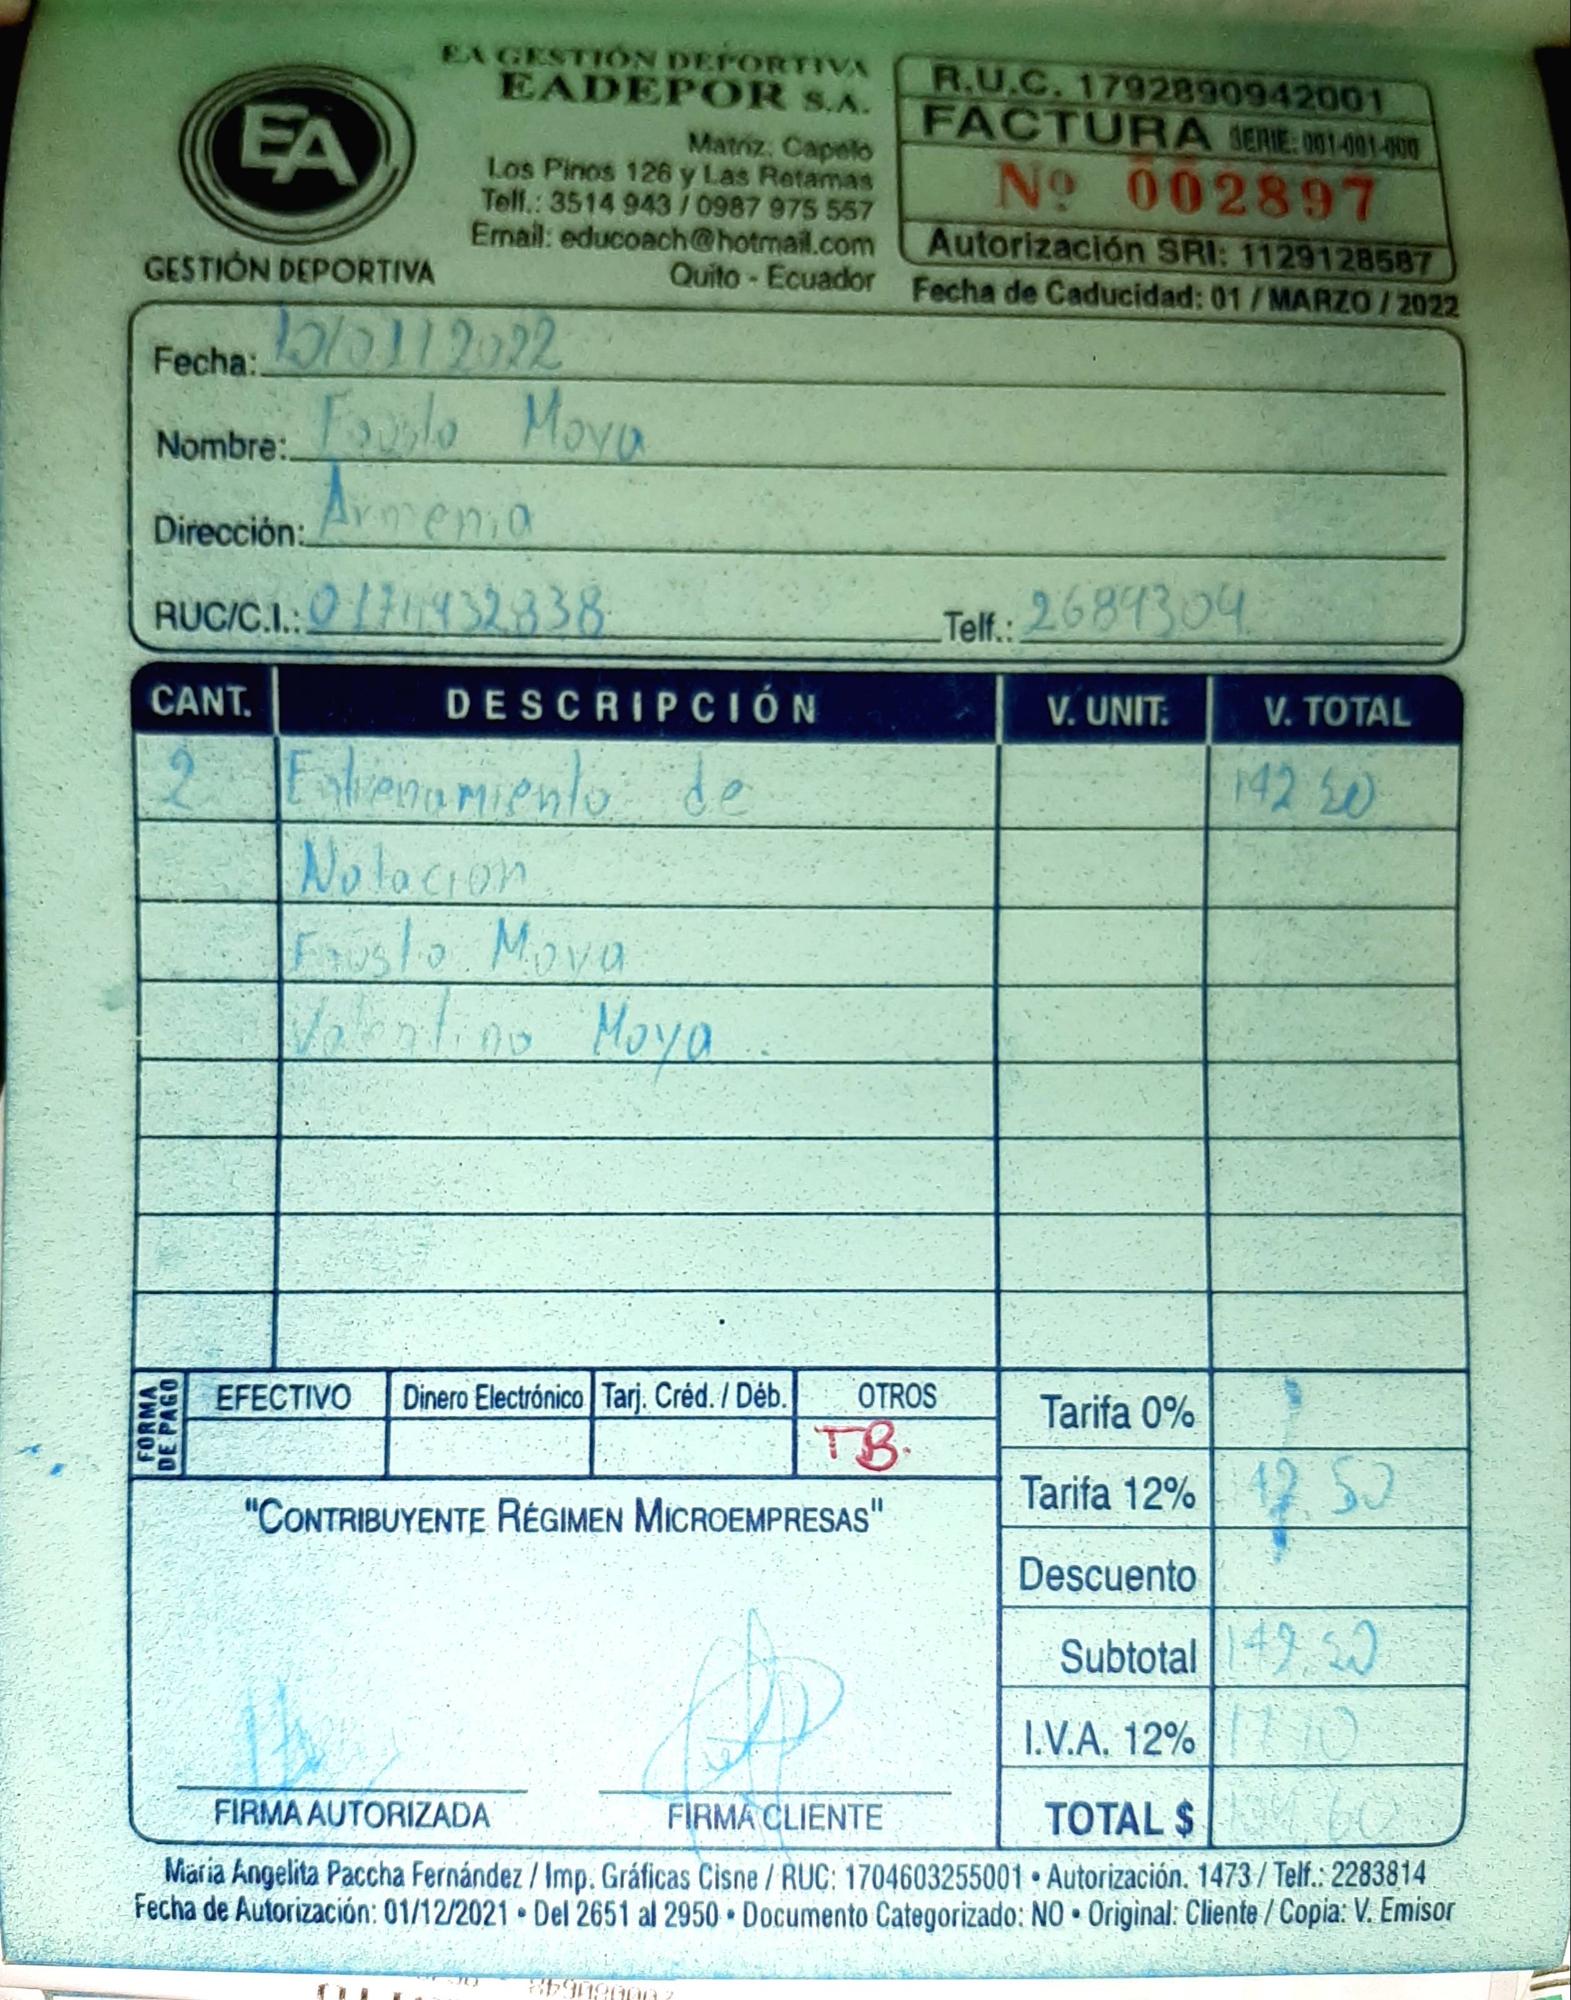 EA GESTIÓN DEPORTIVA
EADEPOR S.A.
EA
GESTIÓN DEPORTIVA
Matriz: Capelo
Los Pinos 126 y Las Retamas
Telf.: 3514 943 / 0987 975 557
Email: educoach@hotmail.com
Quito - Ecuador
R.U.C. 1792890942001
FACTURA SERIE: 001-001-000
Nº 002897
Autorización SRI: 1129128587
Fecha de Caducidad: 01 / MARZO / 2022
Fecha: 10/01/2022
Nombre: Fausto Moya
Dirección: Armenia
RUC/C.I.: 0171432838 Telf.: 2684304
CANT. DESCRIPCIÓN V. UNIT. V. TOTAL
2 Entrenamiento de 142 50
Natacion
Fausto Moya
Valentino Moya
FORMA DE PAGO EFECTIVO Dinero Electrónico Tarj. Créd. / Déb. OTROS
TB.
Tarifa 0%
Tarifa 12% 142.50
Descuento
Subtotal 142.50
I.V.A. 12% 17 10
TOTAL $
"CONTRIBUYENTE RÉGIMEN MICROEMPRESAS"
FIRMA AUTORIZADA FIRMA CLIENTE
Maria Angelita Paccha Fernández / Imp. Gráficas Cisne / RUC: 1704603255001 • Autorización. 1473 / Telf.: 2283814
Fecha de Autorización: 01/12/2021 • Del 2651 al 2950 • Documento Categorizado: NO • Original: Cliente / Copia: V. Emisor